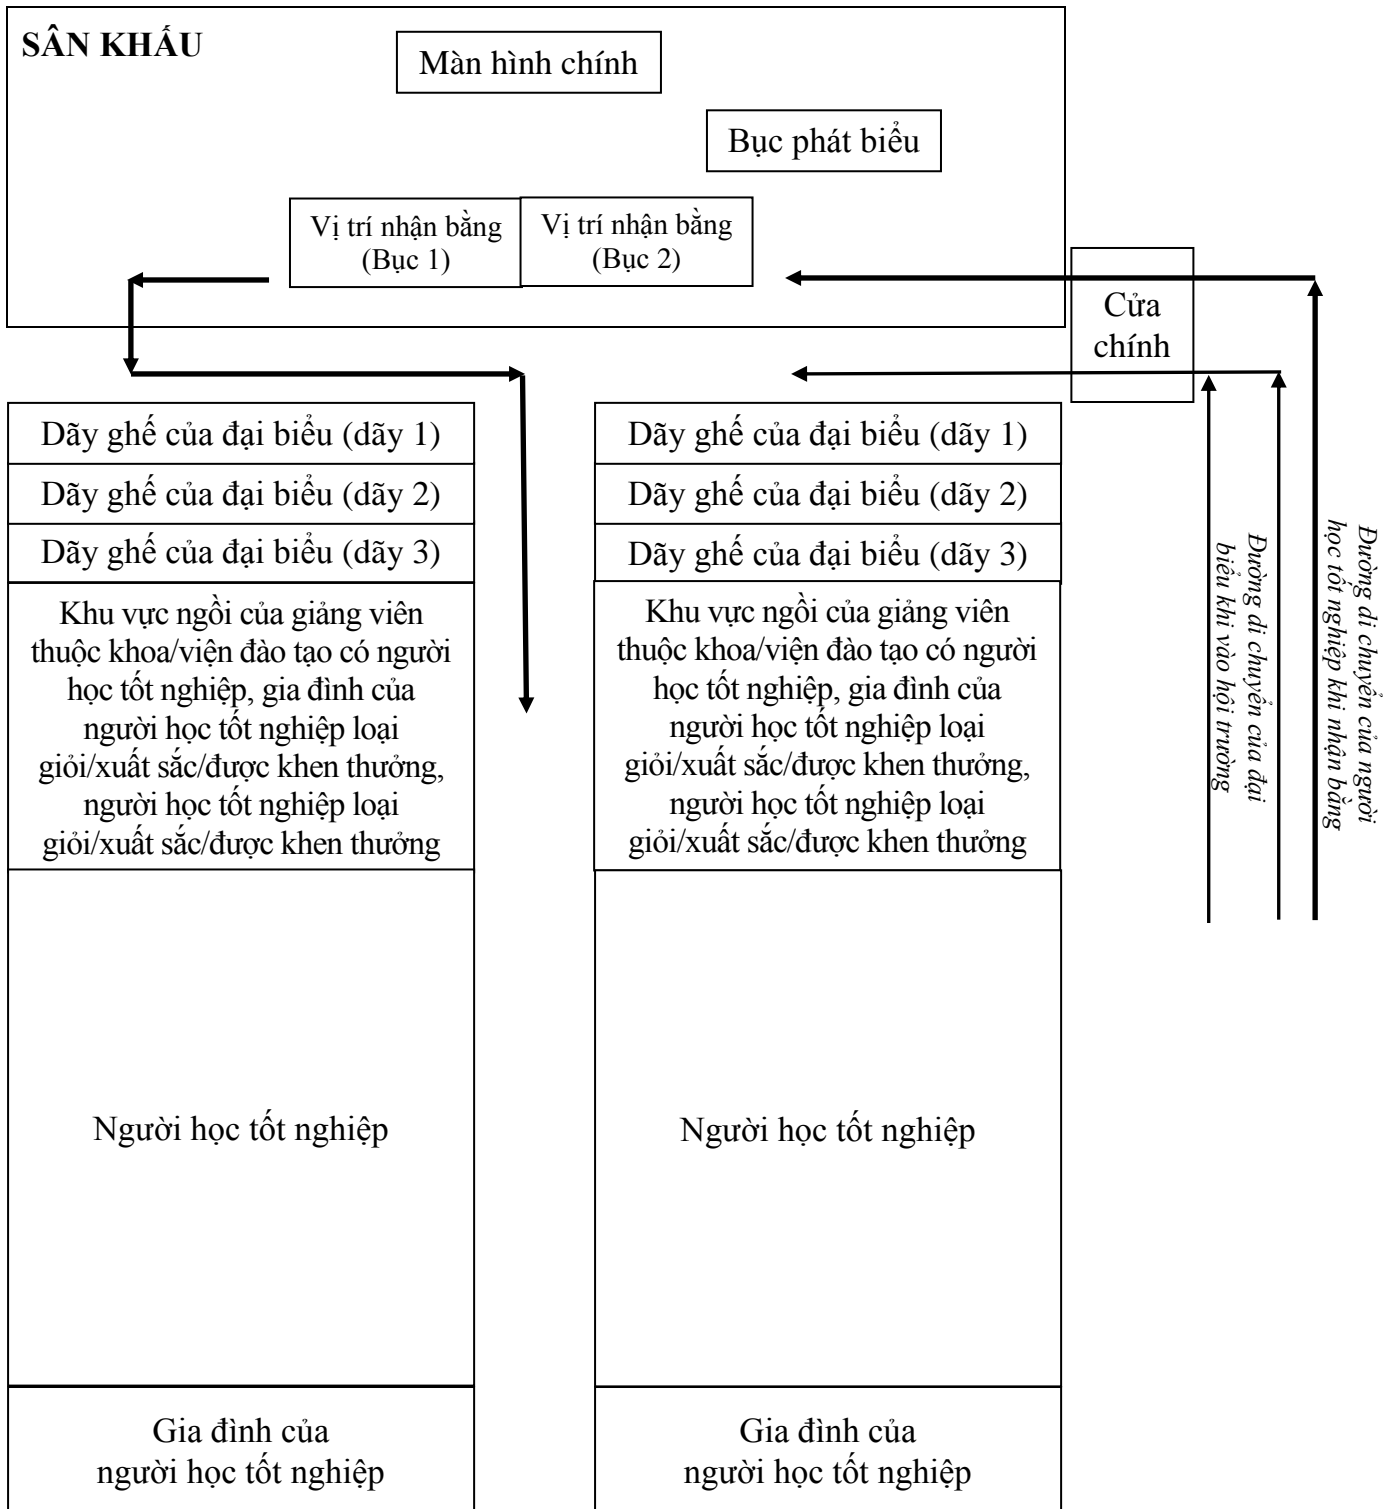 SÂN KHẤU
Màn hình chính
Bục phát biểu
Vị trí nhận bằng
(Bục 1)
Vị trí nhận bằng
(Bục 2)
Cửa
chính
Dãy ghế của đại biểu (dãy 1)
Dãy ghế của đại biểu (dãy 2)
Dãy ghế của đại biểu (dãy 3)
Khu vực ngồi của giảng viên
thuộc khoa/viện đào tạo có người
học tốt nghiệp, gia đình của
người học tốt nghiệp loại
giỏi/xuất sắc/được khen thưởng,
người học tốt nghiệp loại
giỏi/xuất sắc/được khen thưởng
Người học tốt nghiệp
Gia đình của
người học tốt nghiệp
Dãy ghế của đại biểu (dãy 1)
Dãy ghế của đại biểu (dãy 2)
Dãy ghế của đại biểu (dãy 3)
Khu vực ngồi của giảng viên
thuộc khoa/viện đào tạo có người
học tốt nghiệp, gia đình của
người học tốt nghiệp loại
giỏi/xuất sắc/được khen thưởng,
người học tốt nghiệp loại
giỏi/xuất sắc/được khen thưởng
Người học tốt nghiệp
Gia đình của
người học tốt nghiệp
Đường di chuyển của đại
biểu khi vào hội trường
Đường di chuyển của người
học tốt nghiệp khi nhận bằng